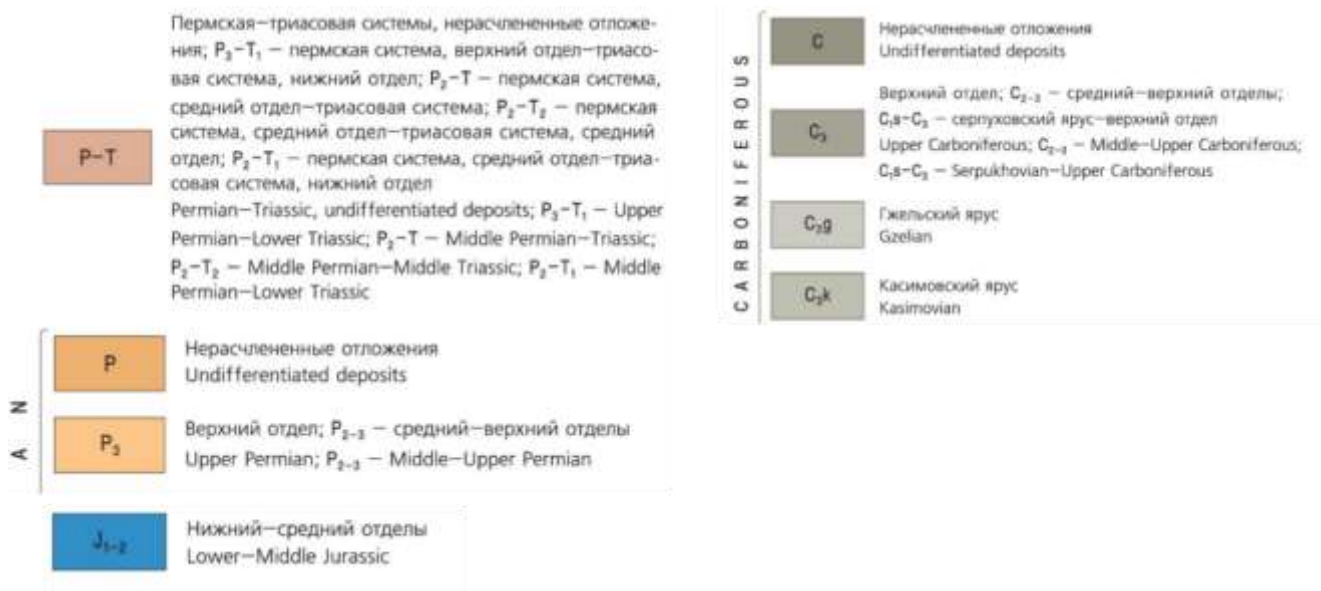 P–T
Пермская–триасовая системы, нерасчлененные отложе-
ния; P₃–T₁ – пермская система, верхний отдел–триасо-
вая система, нижний отдел; P₂–T – пермская система,
средний отдел–триасовая система; P₂–T₂ – пермская
система, средний отдел–триасовая система, средний
отдел; P₂–T₁ – пермская система, средний отдел–триа-
совая система, нижний отдел
Permian–Triassic, undifferentiated deposits; P₃–T₁ – Upper
Permian–Lower Triassic; P₂–T – Middle Permian–Triassic;
P₂–T₂ – Middle Permian–Middle Triassic; P₂–T₁ – Middle
Permian–Lower Triassic
A N
P
Нерасчлененные отложения
Undifferentiated deposits
P₃
Верхний отдел; P₂₋₃ – средний–верхний отделы
Upper Permian; P₂₋₃ – Middle–Upper Permian
J₁₋₂
Нижний–средний отделы
Lower–Middle Jurassic
CARBONIFEROUS
C
Нерасчлененные отложения
Undifferentiated deposits
C₃
Верхний отдел; C₂₋₃ – средний–верхний отделы;
C₁s–C₃ – серпуховский ярус–верхний отдел
Upper Carboniferous; C₂₋₃ – Middle–Upper Carboniferous;
C₁s–C₃ – Serpukhovian–Upper Carboniferous
C₃g
Гжельский ярус
Gzelian
C₃k
Касимовский ярус
Kasimovian